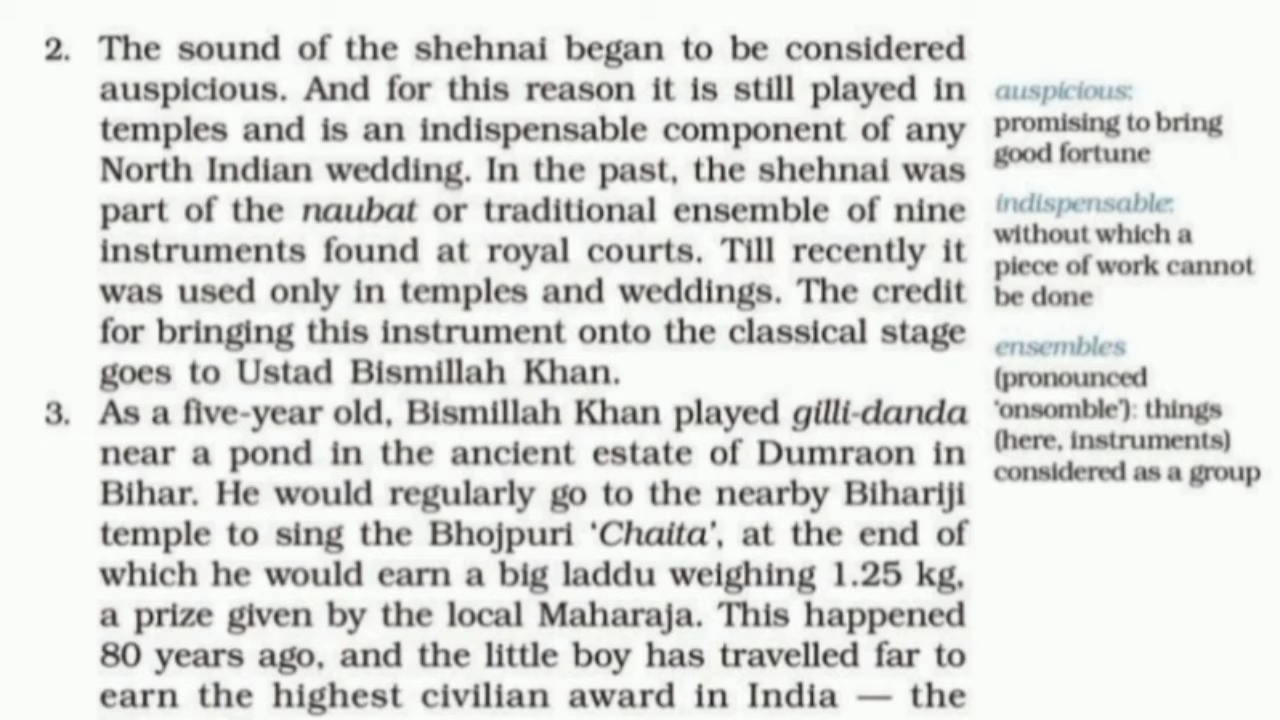 2. The sound of the shehnai began to be considered
auspicious. And for this reason it is still played in
temples and is an indispensable component of any
North Indian wedding. In the past, the shehnai was
part of the naubat or traditional ensemble of nine
instruments found at royal courts. Till recently it
was used only in temples and weddings. The credit
for bringing this instrument onto the classical stage
goes to Ustad Bismillah Khan.
3. As a five-year old, Bismillah Khan played gilli-danda
near a pond in the ancient estate of Dumraon in
Bihar. He would regularly go to the nearby Bihariji
temple to sing the Bhojpuri ‘Chaita’, at the end of
which he would earn a big laddu weighing 1.25 kg,
a prize given by the local Maharaja. This happened
80 years ago, and the little boy has travelled far to
earn the highest civilian award in India — the
auspicious:
promising to bring
good fortune
indispensable:
without which a
piece of work cannot
be done
ensembles
(pronounced
‘onsomble’): things
(here, instruments)
considered as a group